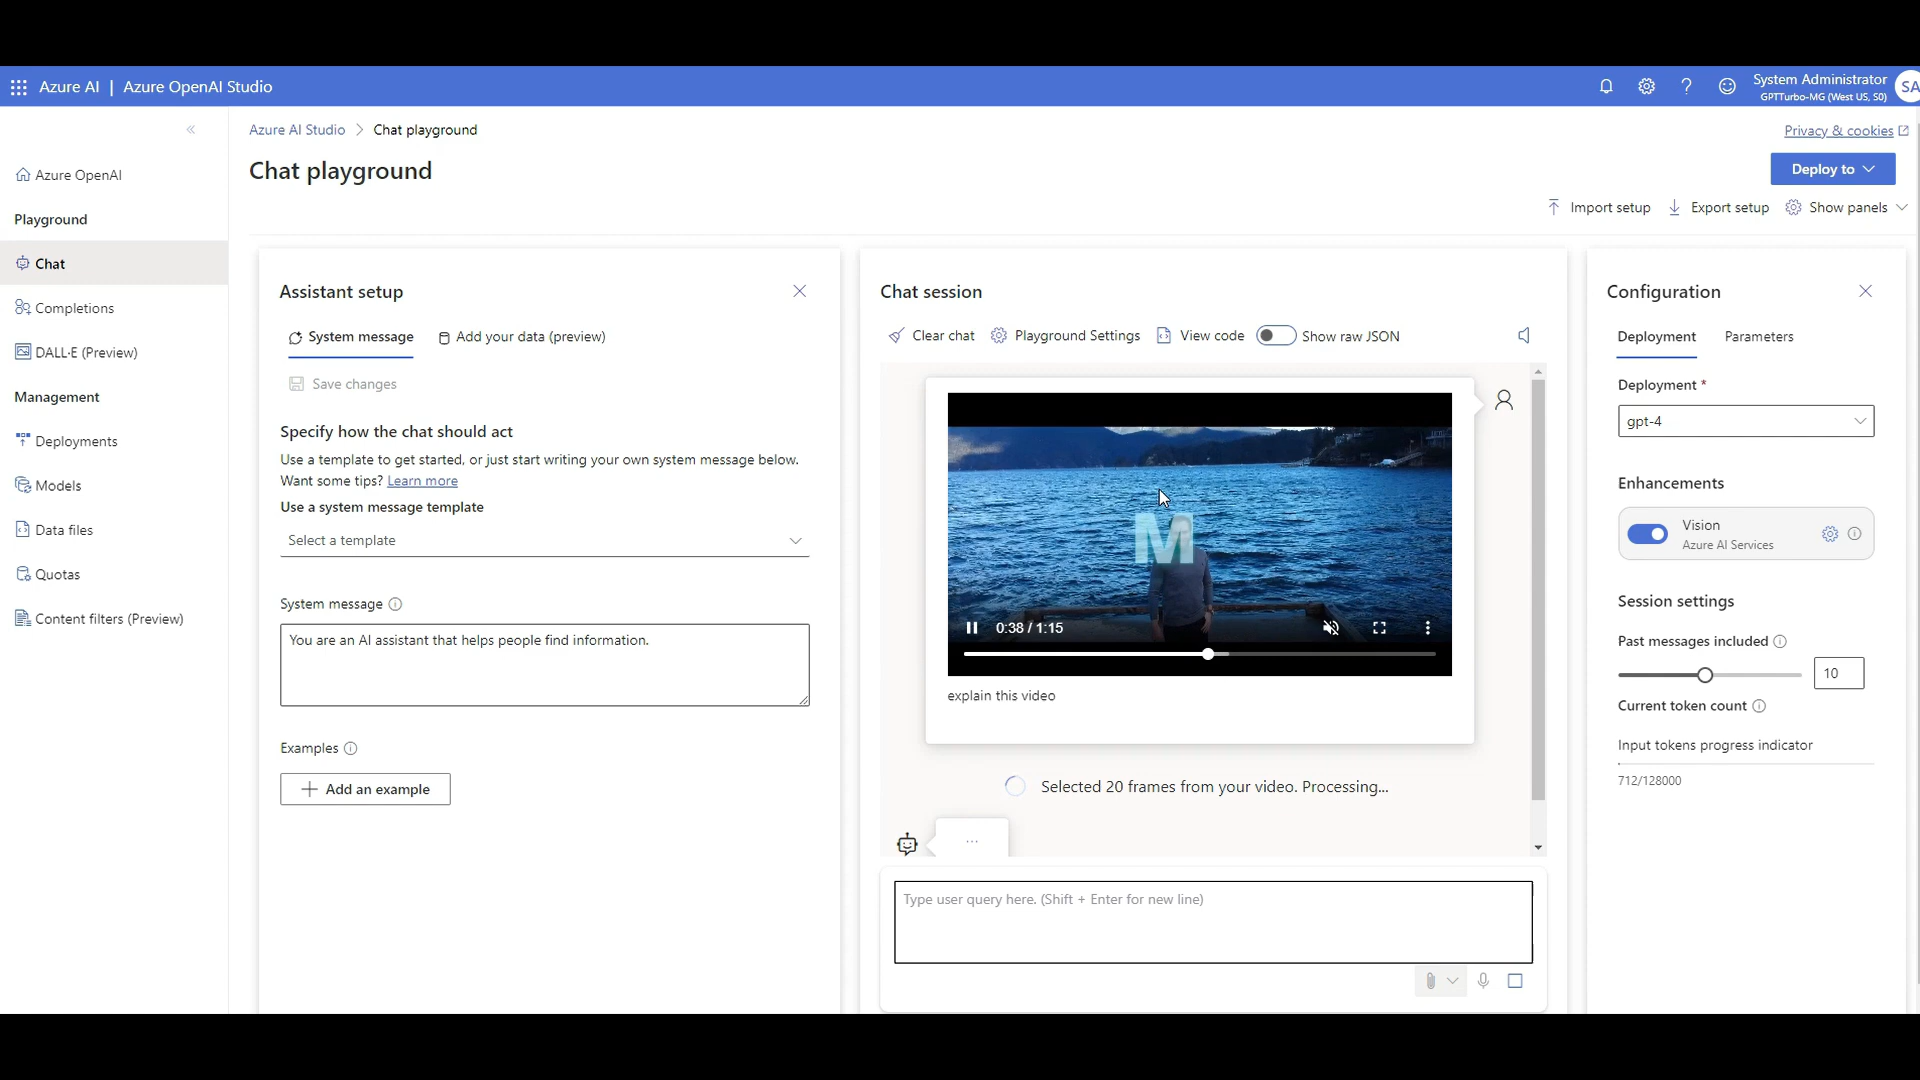 Azure AI | Azure OpenAI Studio
System Administrator
GPTTurbo-MG (West US, S0)
SA
Azure AI Studio > Chat playground
Privacy & cookies
Chat playground
Deploy to
Import setup
Export setup
Show panels
Azure OpenAI
Playground
Chat
Completions
DALL·E (Preview)
Management
Deployments
Models
Data files
Quotas
Content filters (Preview)
Assistant setup
System message
Add your data (preview)
Save changes
Specify how the chat should act
Use a template to get started, or just start writing your own system message below.
Want some tips? Learn more
Use a system message template
Select a template
System message
You are an AI assistant that helps people find information.
Examples
Add an example
Chat session
Clear chat
Playground Settings
View code
Show raw JSON
M
0:38 / 1:15
explain this video
Selected 20 frames from your video. Processing...
...
Type user query here. (Shift + Enter for new line)
Configuration
Deployment
Parameters
Deployment *
gpt-4
Enhancements
Vision
Azure AI Services
Session settings
Past messages included
10
Current token count
Input tokens progress indicator
712/128000